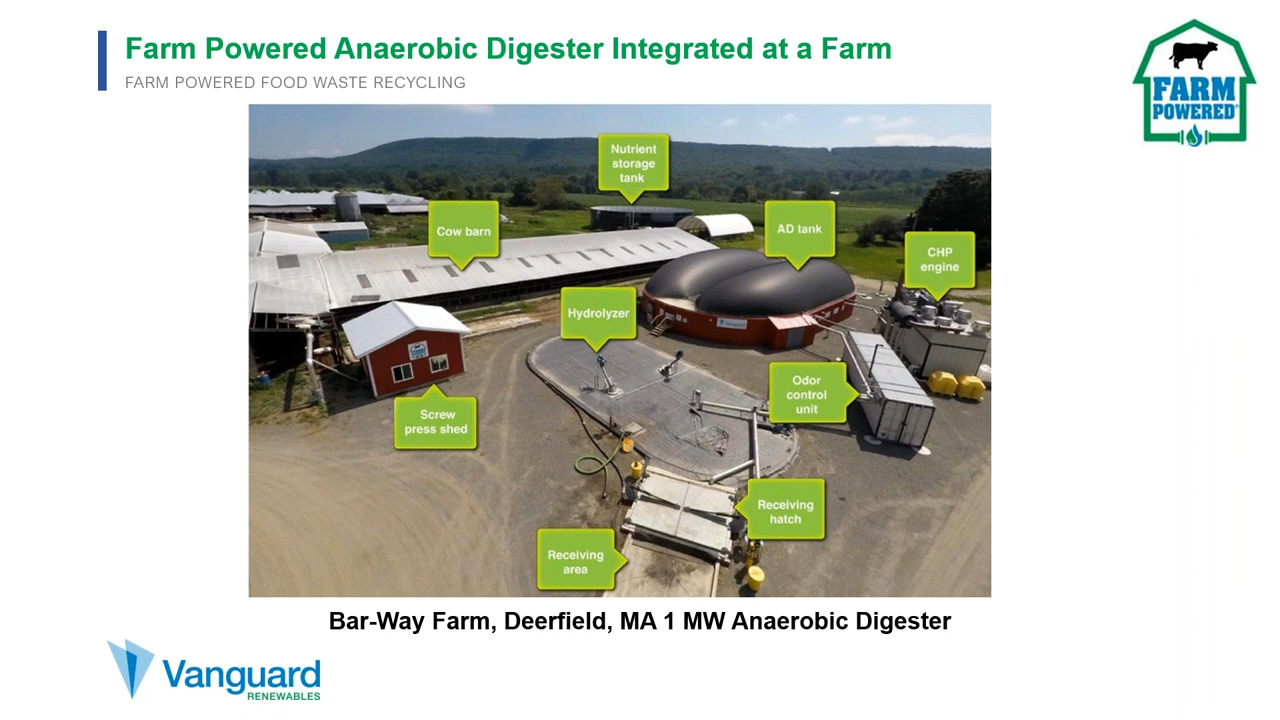 Farm Powered Anaerobic Digester Integrated at a Farm
FARM POWERED FOOD WASTE RECYCLING
FARM
POWERED
Nutrient
storage
tank
Cow barn
AD tank
CHP
engine
Hydrolyzer
Vanguard
Odor
control
unit
Screw
press shed
Receiving
hatch
Receiving
area
Bar-Way Farm, Deerfield, MA 1 MW Anaerobic Digester
Vanguard
RENEWABLES